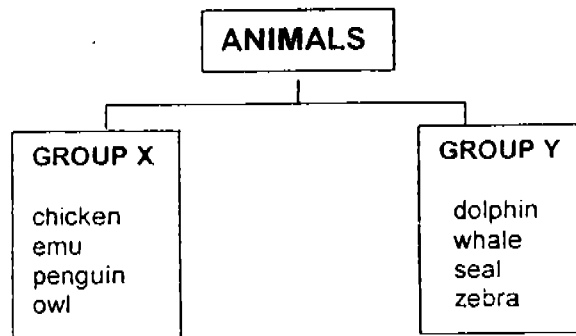 ANIMALS
GROUP X
chicken
emu
penguin
owl
GROUP Y
dolphin
whale
seal
zebra